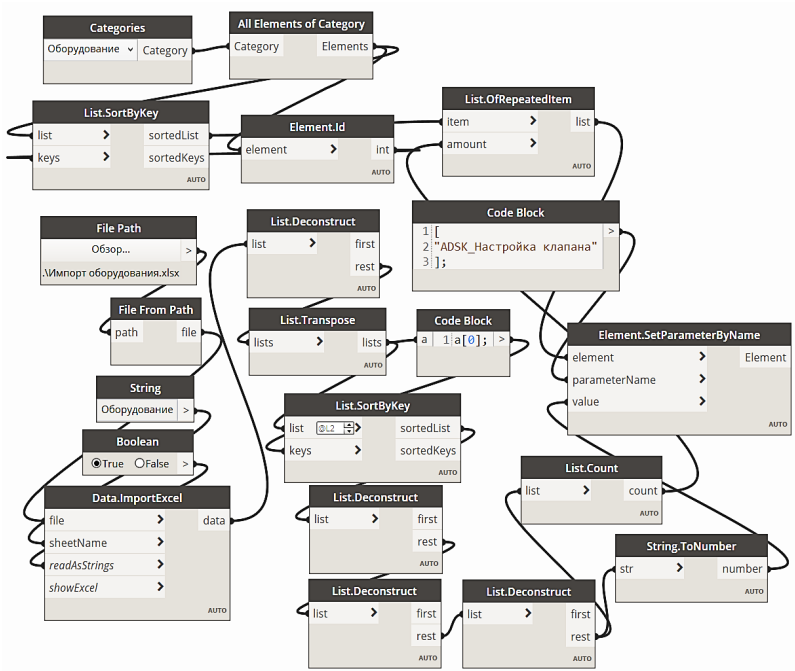 Categories
Оборудование Category
All Elements of Category
Category Elements
List.SortByKey
list > sortedList
keys > sortedKeys
AUTO
Element.Id
element > int
AUTO
List.OfRepeatedItem
item > list
amount >
AUTO
File Path
Обзор... >
.\Импорт оборудования.xlsx
List.Deconstruct
list > first
rest
AUTO
Code Block
1 [ >
2 "ADSK_Настройка клапана"
3 ];
File From Path
path file
List.Transpose
lists > lists
AUTO
Code Block
a 1 a[0]; >
Element.SetParameterByName
element > Element
parameterName >
value >
AUTO
String
Оборудование >
Boolean
True False >
List.SortByKey
list @L2 > sortedList
keys > sortedKeys
AUTO
Data.ImportExcel
file > data
sheetName >
readAsStrings >
showExcel >
AUTO
List.Deconstruct
list > first
rest
AUTO
List.Count
list > count
AUTO
String.ToNumber
str > number
AUTO
List.Deconstruct
list > first
rest
AUTO
List.Deconstruct
list > first
rest
AUTO